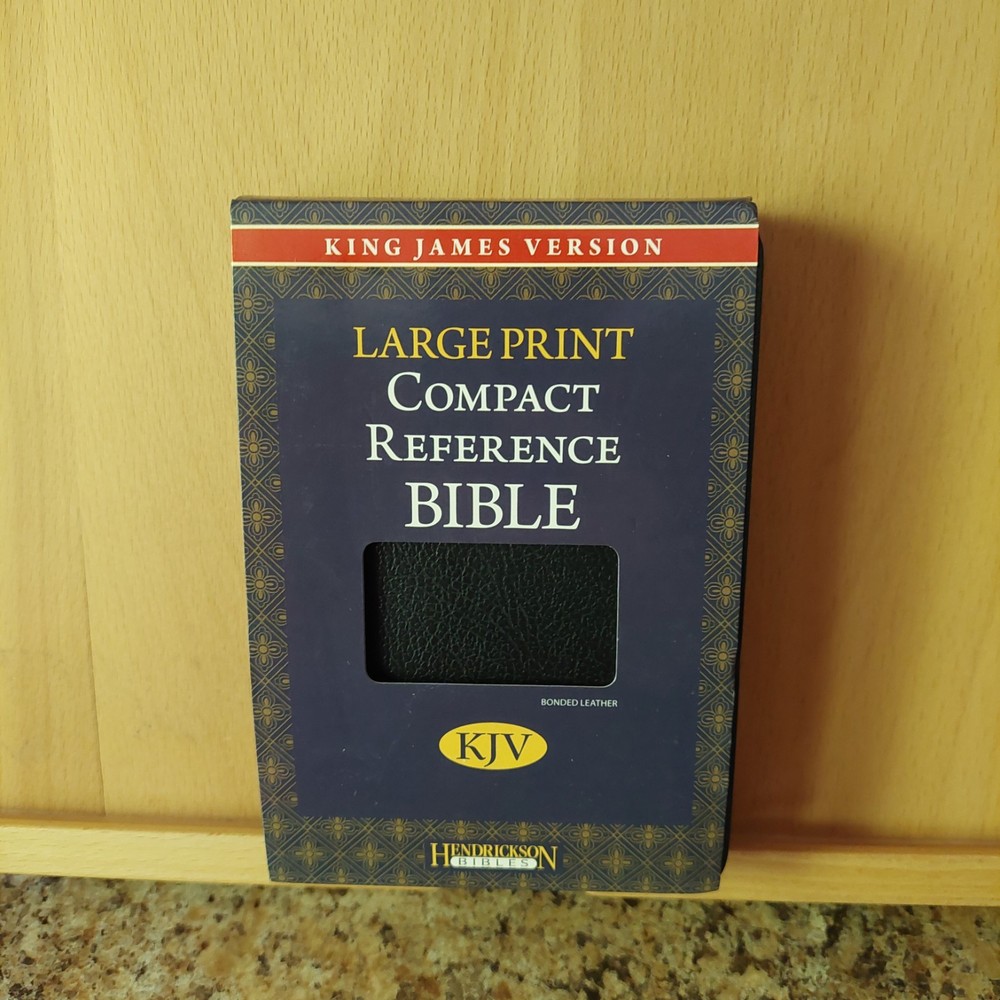 KING JAMES VERSION
LARGE PRINT
COMPACT
REFERENCE
BIBLE
BONDED LEATHER
KJV
HENDRICKSON
BIBLES